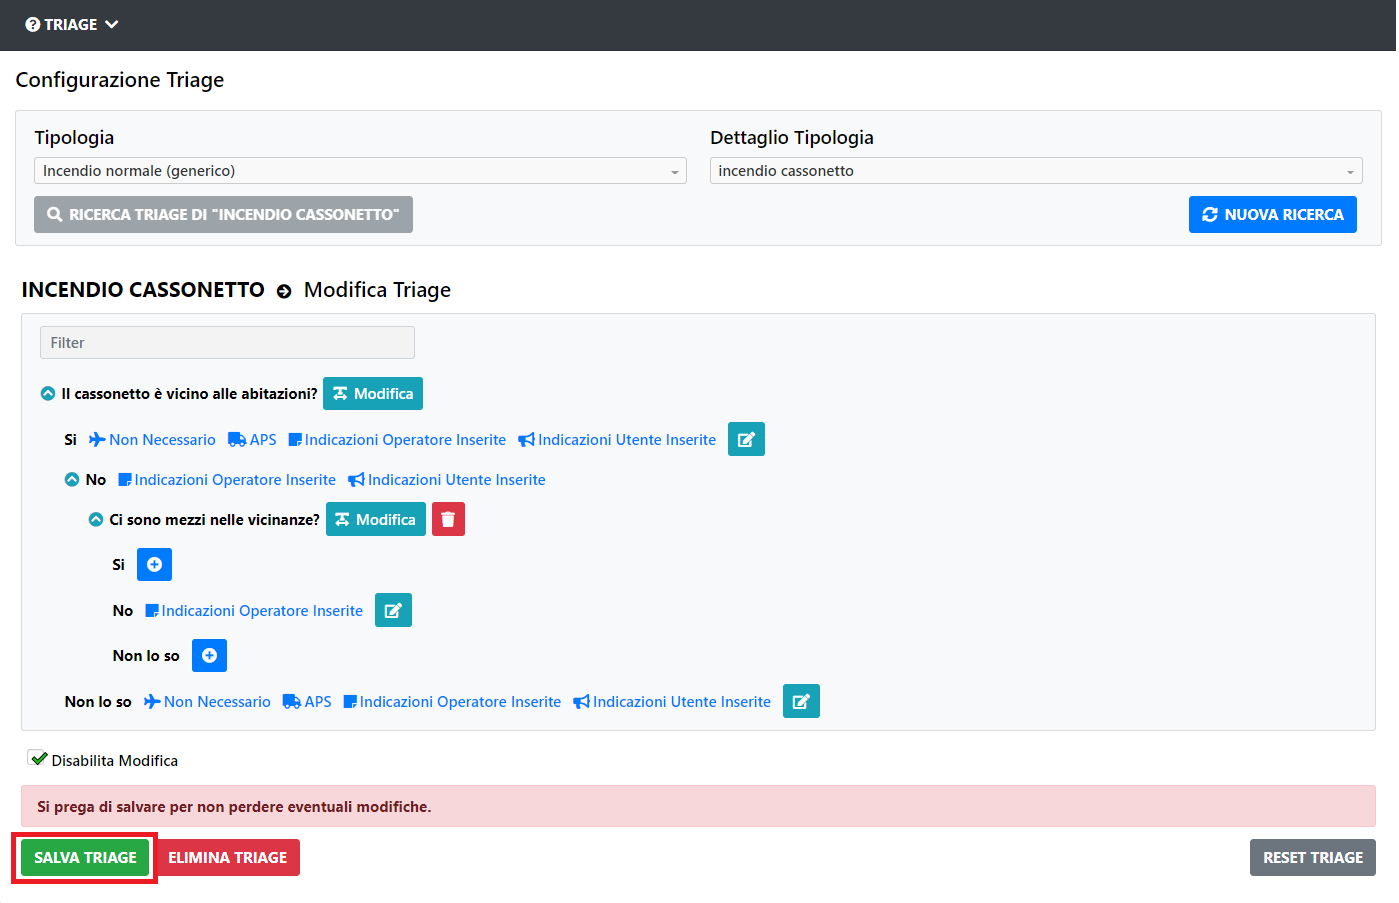 TRIAGE
Configurazione Triage
Tipologia
Dettaglio Tipologia
Incendio normale (generico)
incendio cassonetto
RICERCA TRIAGE DI "INCENDIO CASSONETTO"
NUOVA RICERCA
INCENDIO CASSONETTO Modifica Triage
Filter
Il cassonetto è vicino alle abitazioni? Modifica
Si Non Necessario APS Indicazioni Operatore Inserite Indicazioni Utente Inserite
No Indicazioni Operatore Inserite Indicazioni Utente Inserite
Ci sono mezzi nelle vicinanze? Modifica
Si
No Indicazioni Operatore Inserite
Non lo so
Non lo so Non Necessario APS Indicazioni Operatore Inserite Indicazioni Utente Inserite
Disabilita Modifica
Si prega di salvare per non perdere eventuali modifiche.
SALVA TRIAGE ELIMINA TRIAGE RESET TRIAGE